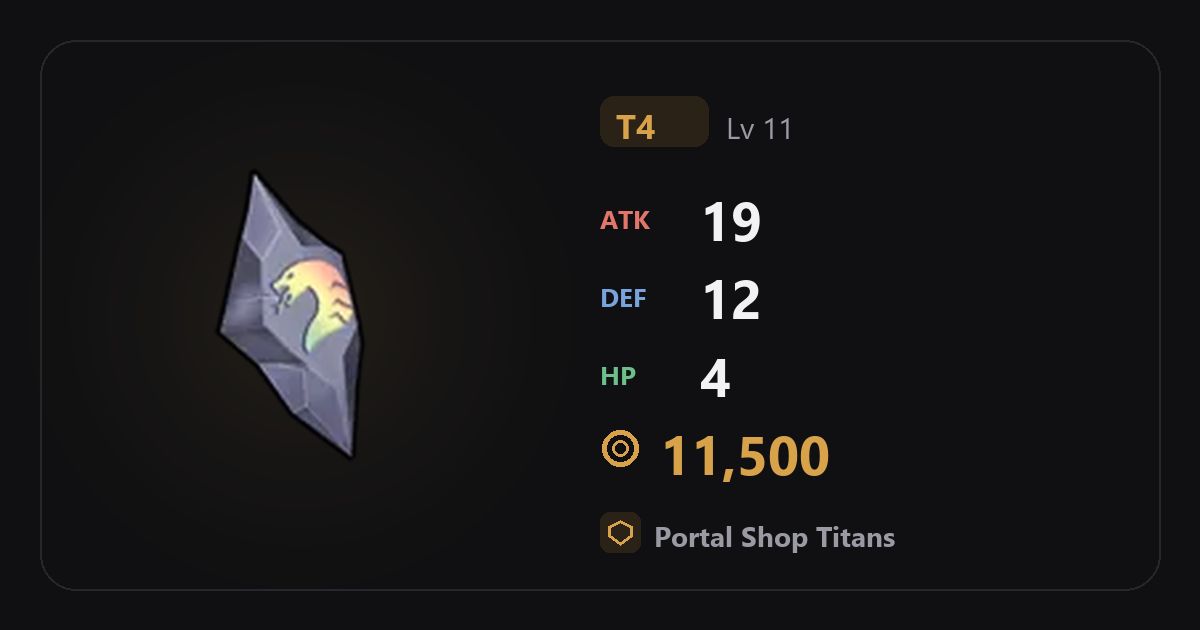 T4 Lv 11
ATK 19
DEF 12
HP 4
11,500
Portal Shop Titans